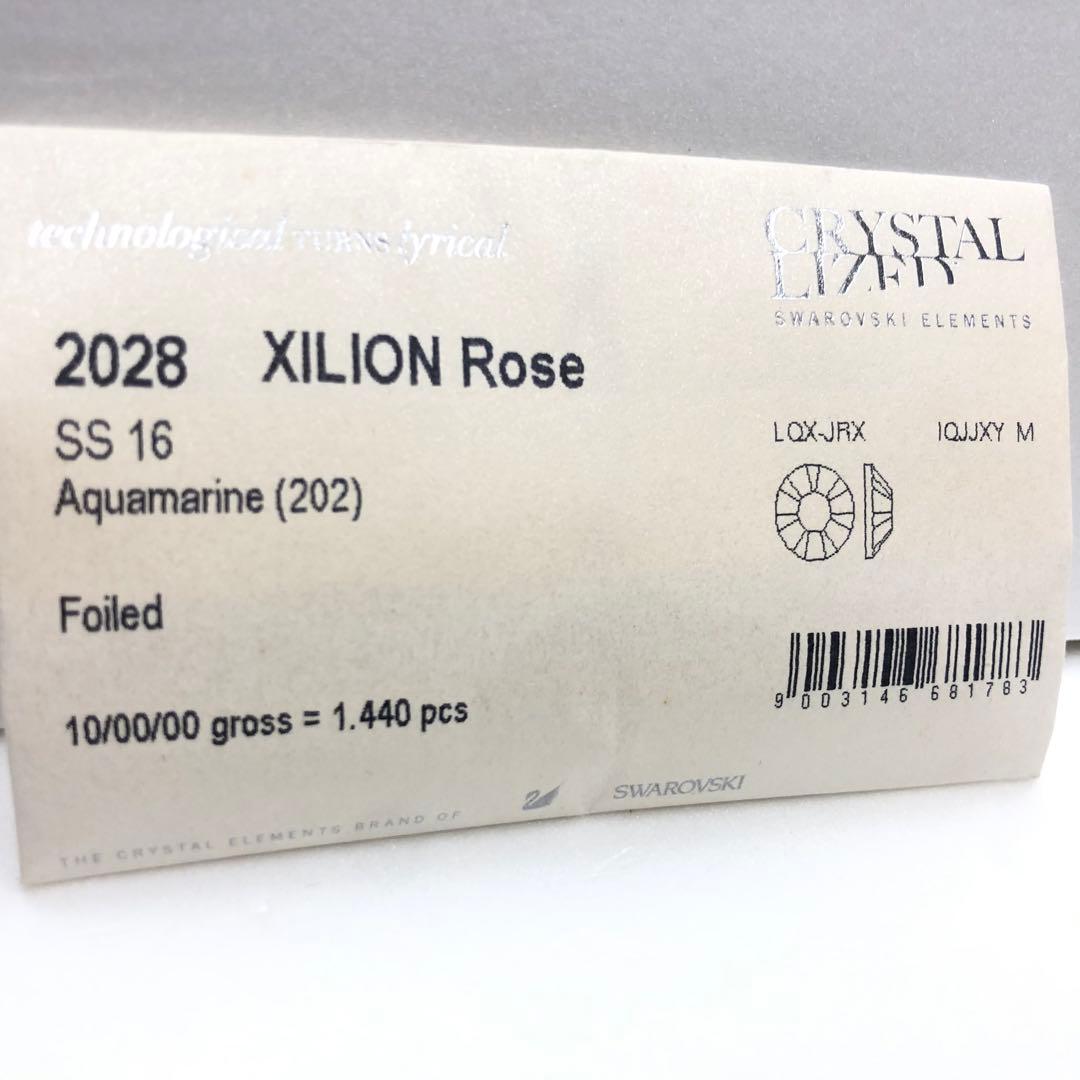 technological TURNS lyrical
CRYSTAL
LIZED
SWAROVSKI ELEMENTS
2028 XILION Rose
SS 16
Aquamarine (202)
LQX-JRX IQJJXY M
Foiled
10/00/00 gross = 1.440 pcs
9 003146 681783
THE CRYSTAL ELEMENTS BRAND OF SWAROVSKI